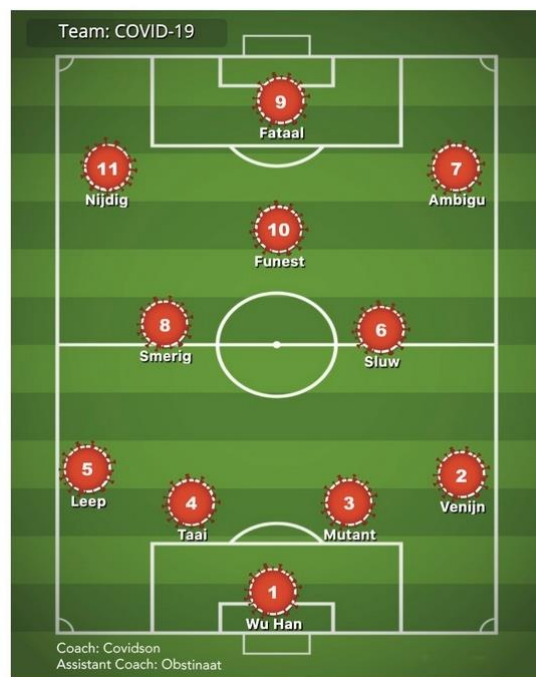 Team: COVID-19
9
Fataal
11
Nijdig
7
Ambigu
10
Funest
8
Smerig
6
Sluw
5
Leep
4
Taai
3
Mutant
2
Venijn
1
Wu Han
Coach: Covidson
Assistant Coach: Obstinaat